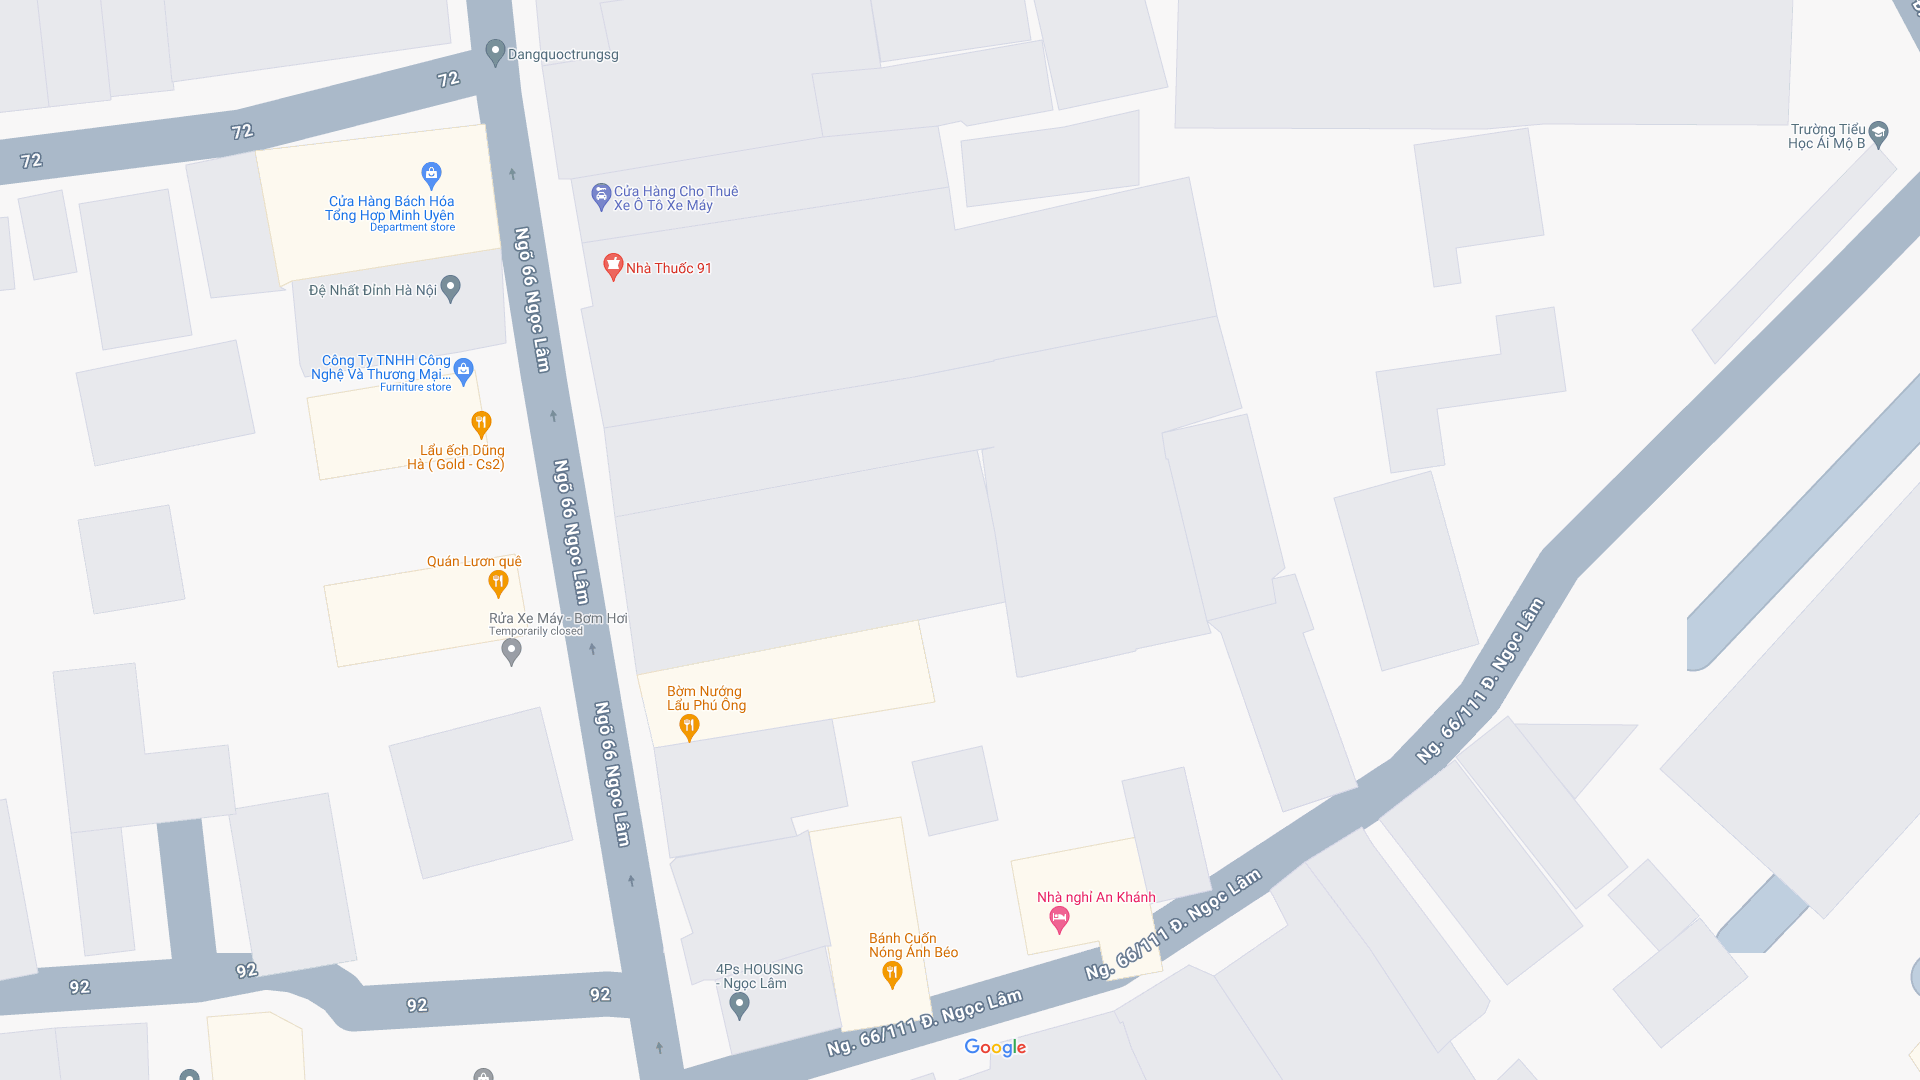 Dangquoctrungsg
72
72
72
Trường Tiểu
Học Ái Mộ B
Cửa Hàng Bách Hóa
Tổng Hợp Minh Uyên
Department store
Cửa Hàng Cho Thuê
Xe Ô Tô Xe Máy
Nhà Thuốc 91
Đệ Nhất Đỉnh Hà Nội
Ngõ 66 Ngọc Lâm
Công Ty TNHH Công
Nghệ Và Thương Mại...
Furniture store
Lẩu ếch Dũng
Hà ( Gold - Cs2)
Ngõ 66 Ngọc Lâm
Quán Lươn quê
Rửa Xe Máy - Bơm Hơi
Temporarily closed
Ng. 66/111 Đ. Ngọc Lâm
Bờm Nướng
Lẩu Phú Ông
Ngõ 66 Ngọc Lâm
Nhà nghỉ An Khánh
Ng. 66/111 Đ. Ngọc Lâm
Bánh Cuốn
Nóng Ánh Béo
4Ps HOUSING
- Ngọc Lâm
92
92
92
92
Ng. 66/111 Đ. Ngọc Lâm
Google